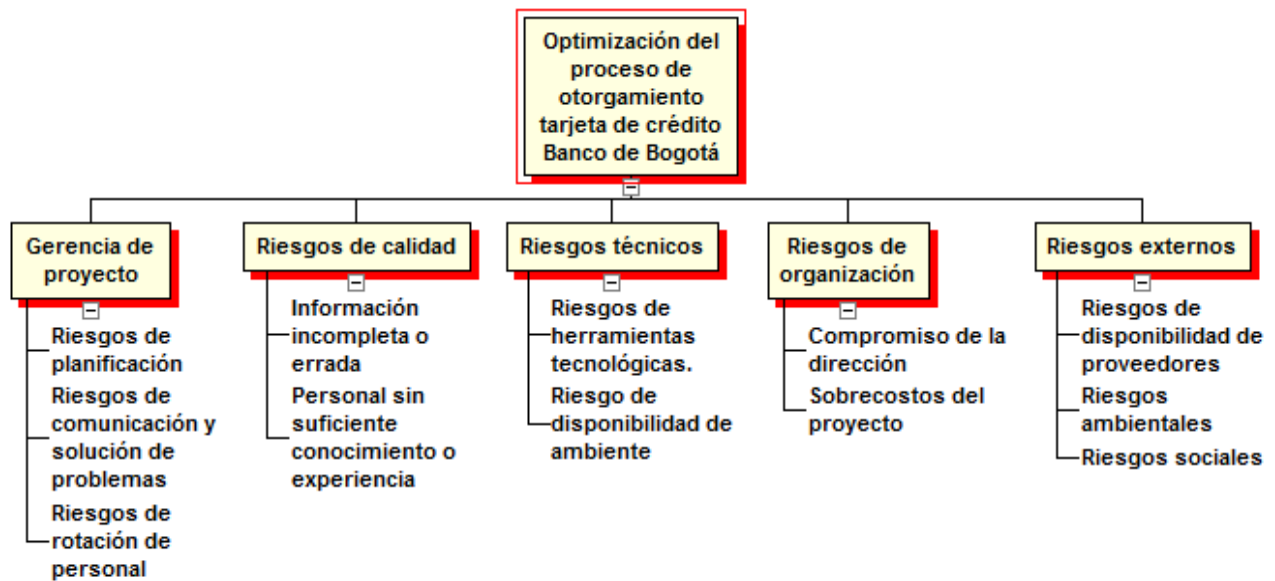 Optimización del
proceso de
otorgamiento
tarjeta de crédito
Banco de Bogotá
Gerencia de
proyecto
Riesgos de
planificación
Riesgos de
comunicación y
solución de
problemas
Riesgos de
rotación de
personal
Riesgos de calidad
Información
incompleta o
errada
Personal sin
suficiente
conocimiento o
experiencia
Riesgos técnicos
Riesgos de
herramientas
tecnológicas.
Riesgo de
disponibilidad de
ambiente
Riesgos de
organización
Compromiso de la
dirección
Sobrecostos del
proyecto
Riesgos externos
Riesgos de
disponibilidad de
proveedores
Riesgos
ambientales
Riesgos sociales